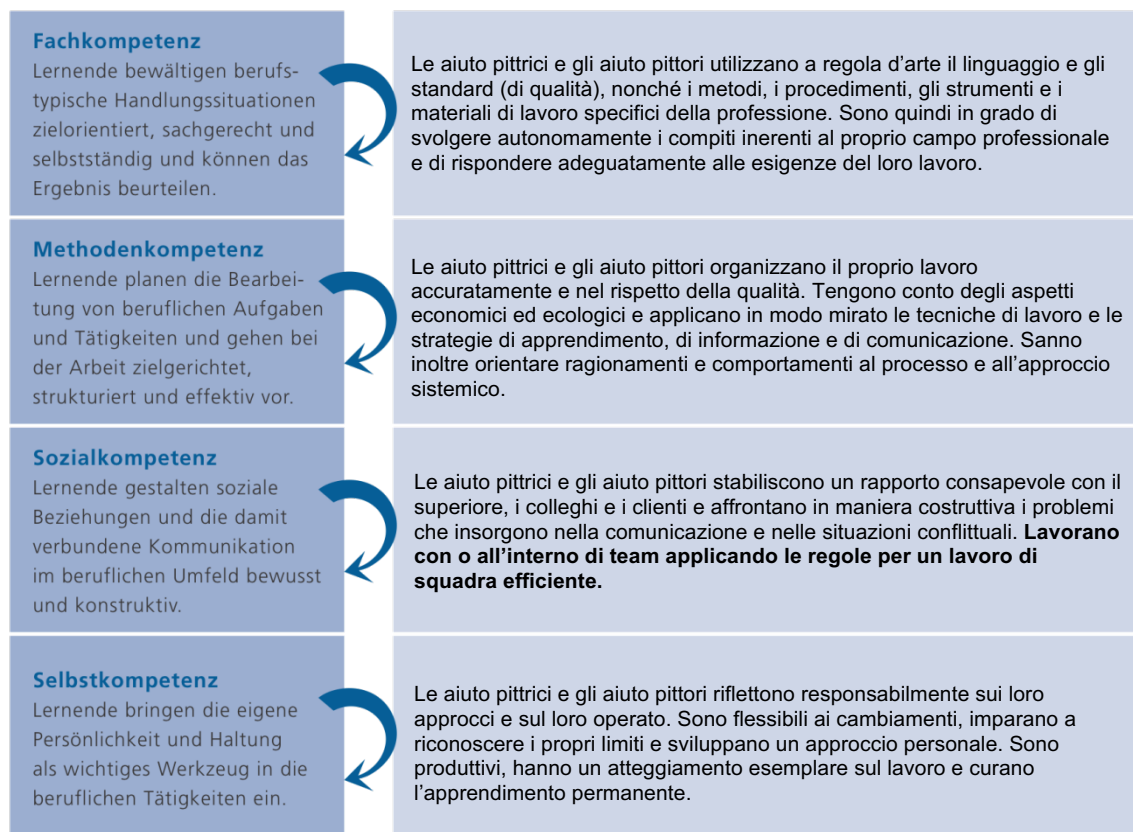 Fachkompetenz
Lernende bewältigen berufs-
typische Handlungssituationen
zielorientiert, sachgerecht und
selbstständig und können das
Ergebnis beurteilen.
Le aiuto pittrici e gli aiuto pittori utilizzano a regola d’arte il linguaggio e gli
standard (di qualità), nonché i metodi, i procedimenti, gli strumenti e i
materiali di lavoro specifici della professione. Sono quindi in grado di
svolgere autonomamente i compiti inerenti al proprio campo professionale
e di rispondere adeguatamente alle esigenze del loro lavoro.
Methodenkompetenz
Lernende planen die Bearbei-
tung von beruflichen Aufgaben
und Tätigkeiten und gehen bei
der Arbeit zielgerichtet,
strukturiert und effektiv vor.
Le aiuto pittrici e gli aiuto pittori organizzano il proprio lavoro
accuratamente e nel rispetto della qualità. Tengono conto degli aspetti
economici ed ecologici e applicano in modo mirato le tecniche di lavoro e le
strategie di apprendimento, di informazione e di comunicazione. Sanno
inoltre orientare ragionamenti e comportamenti al processo e all’approccio
sistemico.
Sozialkompetenz
Lernende gestalten soziale
Beziehungen und die damit
verbundene Kommunikation
im beruflichen Umfeld bewusst
und konstruktiv.
Le aiuto pittrici e gli aiuto pittori stabiliscono un rapporto consapevole con il
superiore, i colleghi e i clienti e affrontano in maniera costruttiva i problemi
che insorgono nella comunicazione e nelle situazioni conflittuali. Lavorano
con o all’interno di team applicando le regole per un lavoro di
squadra efficiente.
Selbstkompetenz
Lernende bringen die eigene
Persönlichkeit und Haltung
als wichtiges Werkzeug in die
beruflichen Tätigkeiten ein.
Le aiuto pittrici e gli aiuto pittori riflettono responsabilmente sui loro
approcci e sul loro operato. Sono flessibili ai cambiamenti, imparano a
riconoscere i propri limiti e sviluppano un approccio personale. Sono
produttivi, hanno un atteggiamento esemplare sul lavoro e curano
l’apprendimento permanente.